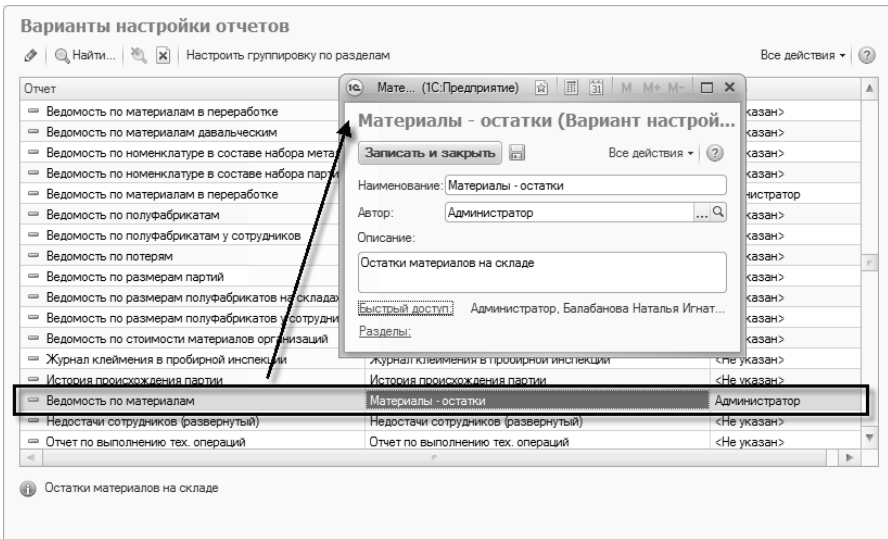 Варианты настройки отчетов
Найти... Настроить группировку по разделам Все действия ?
Отчет
Ведомость по материалам в переработке казан>
Ведомость по материалам давальческим казан>
Ведомость по номенклатуре в составе набора мета казан>
Ведомость по номенклатуре в составе набора парти казан>
Ведомость по материалам в переработке нистратор
Ведомость по полуфабрикатам казан>
Ведомость по полуфабрикатам у сотрудников казан>
Ведомость по потерям казан>
Ведомость по размерам партий казан>
Ведомость по размерам полуфабрикатов на складах казан>
Ведомость по размерам полуфабрикатов у сотрудни казан>
Ведомость по стоимости материалов организаций казан>
Журнал клеймения в пробирной инспекции Журнал клеймения в пробирной инспекции <Не указан>
История происхождения партии История происхождения партии <Не указан>
Ведомость по материалам Материалы - остатки Администратор
Недостачи сотрудников (развернутый) Недостачи сотрудников (развернутый) <Не указан>
Отчет по выполнению тех. операций Отчет по выполнению тех. операций <Не указан>
Остатки материалов на складе
1С Мате... (1С:Предприятие) 31 M M+ M-
Материалы - остатки (Вариант настрой...
Записать и закрыть Все действия ?
Наименование: Материалы - остатки
Автор: Администратор ...
Описание:
Остатки материалов на складе
Быстрый доступ: Администратор, Балабанова Наталья Игнат...
Разделы: